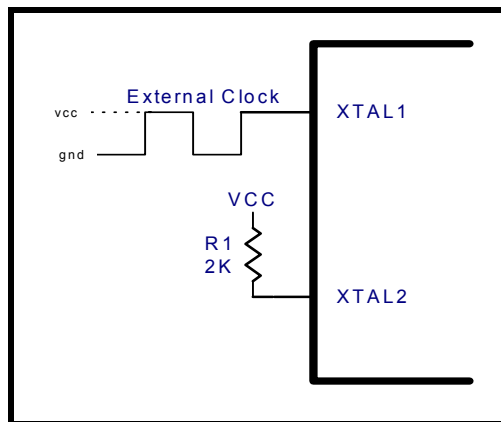 External Clock
vcc
XTAL1
gnd
VCC
R1
2K
XTAL2